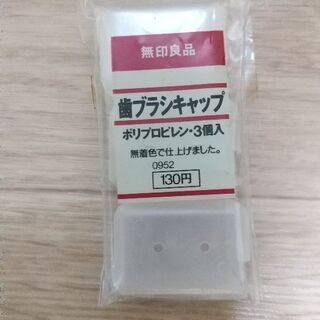 無印良品
歯ブラシキャップ
ポリプロピレン・3個入
無着色で仕上げました。
0952
130円